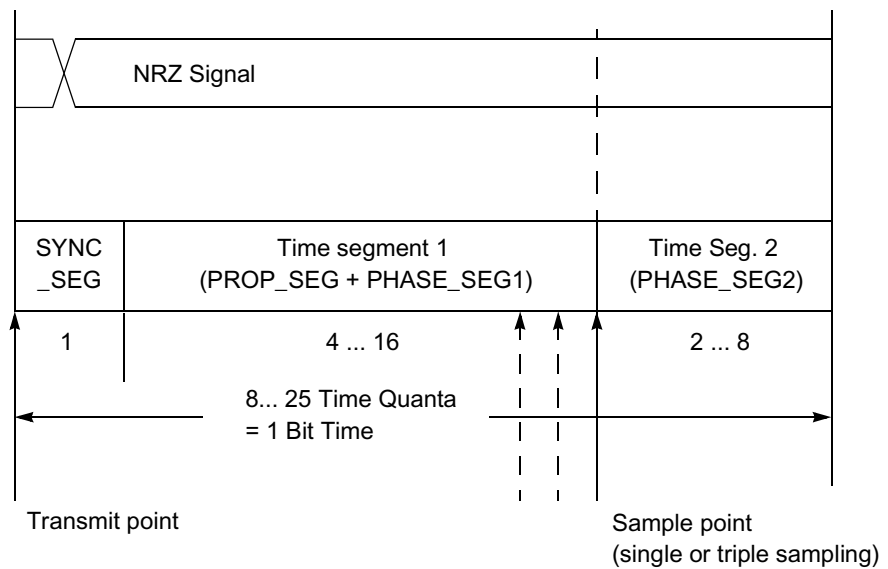 NRZ Signal
SYNC
_SEG
Time segment 1
(PROP_SEG + PHASE_SEG1)
Time Seg. 2
(PHASE_SEG2)
1
4 ... 16
2 ... 8
8... 25 Time Quanta
= 1 Bit Time
Transmit point
Sample point
(single or triple sampling)